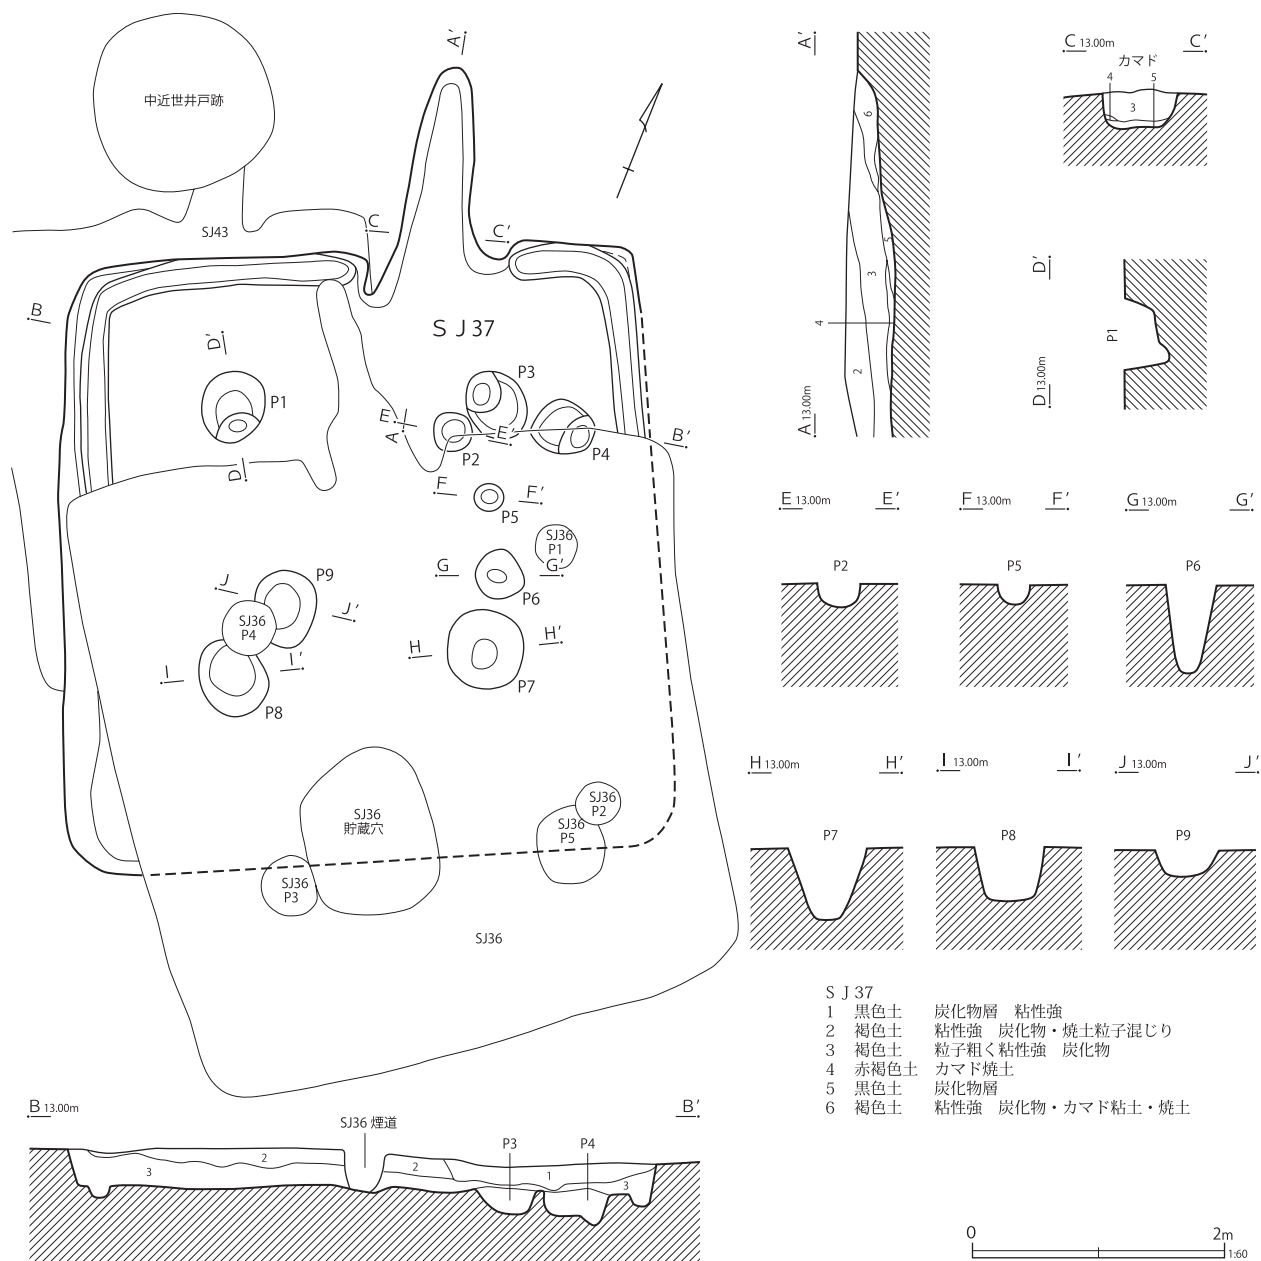 中近世井戸跡
SJ43
A′
C
C′
B
D′
SJ37
P1
P3
E
A
E′
P2
P4
B′
D
F
F′
P5
SJ36
P1
G
G′
P6
J
P9
J′
SJ36
P4
H
H′
I
I′
P7
P8
SJ36
貯蔵穴
SJ36
P2
SJ36
P5
SJ36
P3
SJ36
A′
6
5
3
4
2
A 13.00m
C 13.00m
C′
カマド
4
5
3
D′
P1
D 13.00m
E 13.00m
E′
P2
F 13.00m
F′
P5
G 13.00m
G′
P6
H 13.00m
H′
P7
I 13.00m
I′
P8
J 13.00m
J′
P9
SJ37
1 黒色土 炭化物層 粘性強
2 褐色土 粘性強 炭化物・焼土粒子混じり
3 褐色土 粒子粗く粘性強 炭化物
4 赤褐色土 カマド焼土
5 黒色土 炭化物層
6 褐色土 粘性強 炭化物・カマド粘土・焼土
B 13.00m
B′
SJ36 煙道
P3
P4
2
3
2
1
3
0
2m
1:60